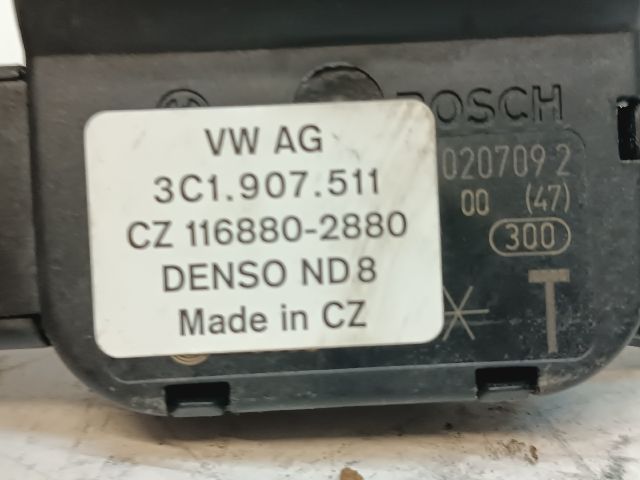 BOSCH
VW AG
3C1.907.511
CZ 116880-2880
DENSO ND8
Made in CZ
020709 2
00 (47)
300
T